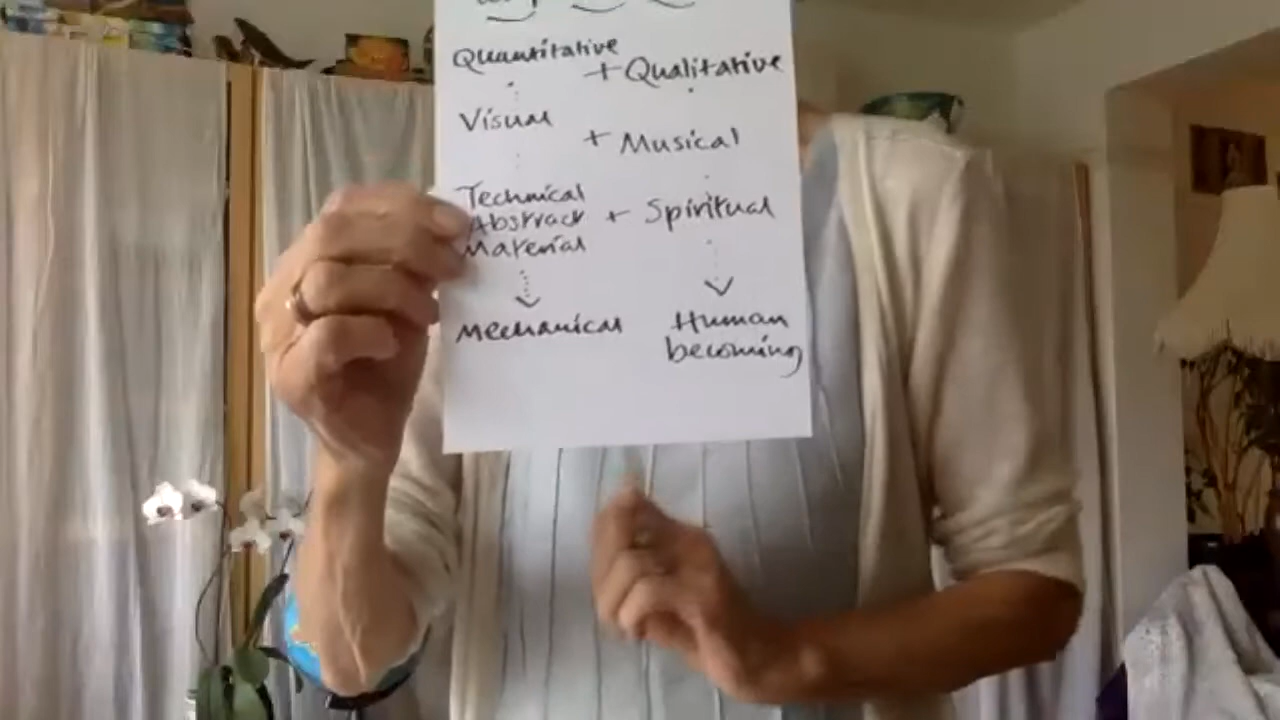 Quantitative + Qualitative
Visual + Musical
Technical
Abstract + Spiritual
Material
Mechanical Human
becoming